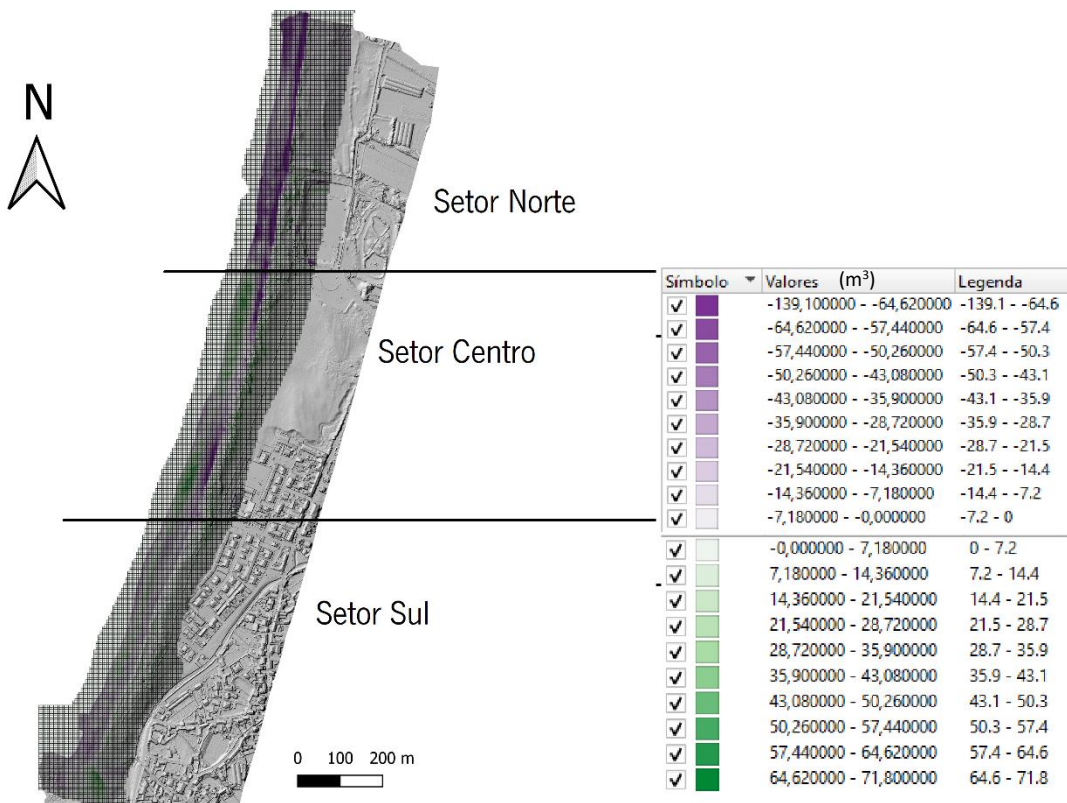 N
Setor Norte
Setor Centro
Setor Sul
0 100 200 m
Símbolo Valores (m³) Legenda
-139,100000 - -64,620000 -139.1 - -64.6
-64,620000 - -57,440000 -64.6 - -57.4
-57,440000 - -50,260000 -57.4 - -50.3
-50,260000 - -43,080000 -50.3 - -43.1
-43,080000 - -35,900000 -43.1 - -35.9
-35,900000 - -28,720000 -35.9 - -28.7
-28,720000 - -21,540000 -28.7 - -21.5
-21,540000 - -14,360000 -21.5 - -14.4
-14,360000 - -7,180000 -14.4 - -7.2
-7,180000 - -0,000000 -7.2 - 0
-0,000000 - 7,180000 0 - 7.2
7,180000 - 14,360000 7.2 - 14.4
14,360000 - 21,540000 14.4 - 21.5
21,540000 - 28,720000 21.5 - 28.7
28,720000 - 35,900000 28.7 - 35.9
35,900000 - 43,080000 35.9 - 43.1
43,080000 - 50,260000 43.1 - 50.3
50,260000 - 57,440000 50.3 - 57.4
57,440000 - 64,620000 57.4 - 64.6
64,620000 - 71,800000 64.6 - 71.8